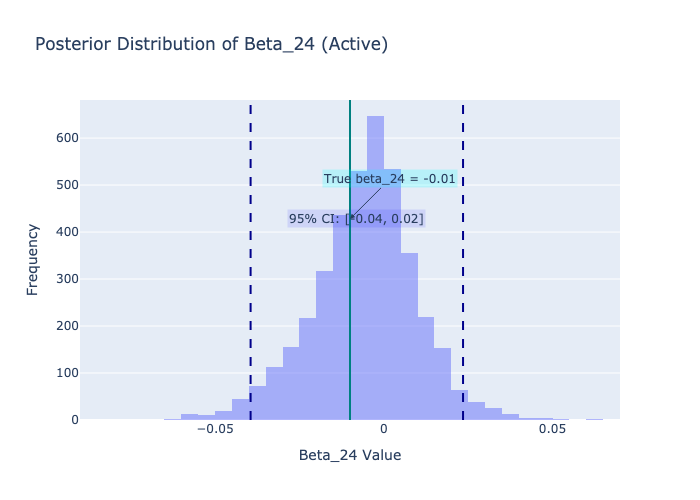 Posterior Distribution of Beta_24 (Active)
600
500
400
300
200
100
0
Frequency
True beta_24 = -0.01
95% CI: [-0.04, 0.02]
−0.05
0
0.05
Beta_24 Value